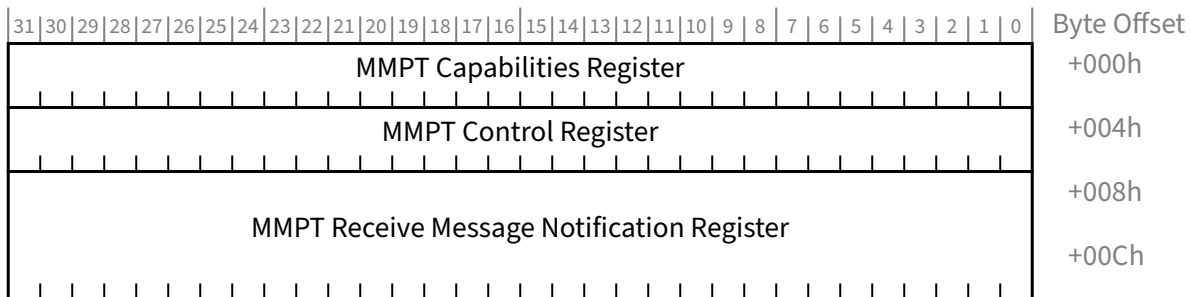 31 30 29 28 27 26 25 24 23 22 21 20 19 18 17 16 15 14 13 12 11 10 9 8 7 6 5 4 3 2 1 0 Byte Offset
MMPT Capabilities Register +000h
MMPT Control Register +004h
+008h
MMPT Receive Message Notification Register
+00Ch